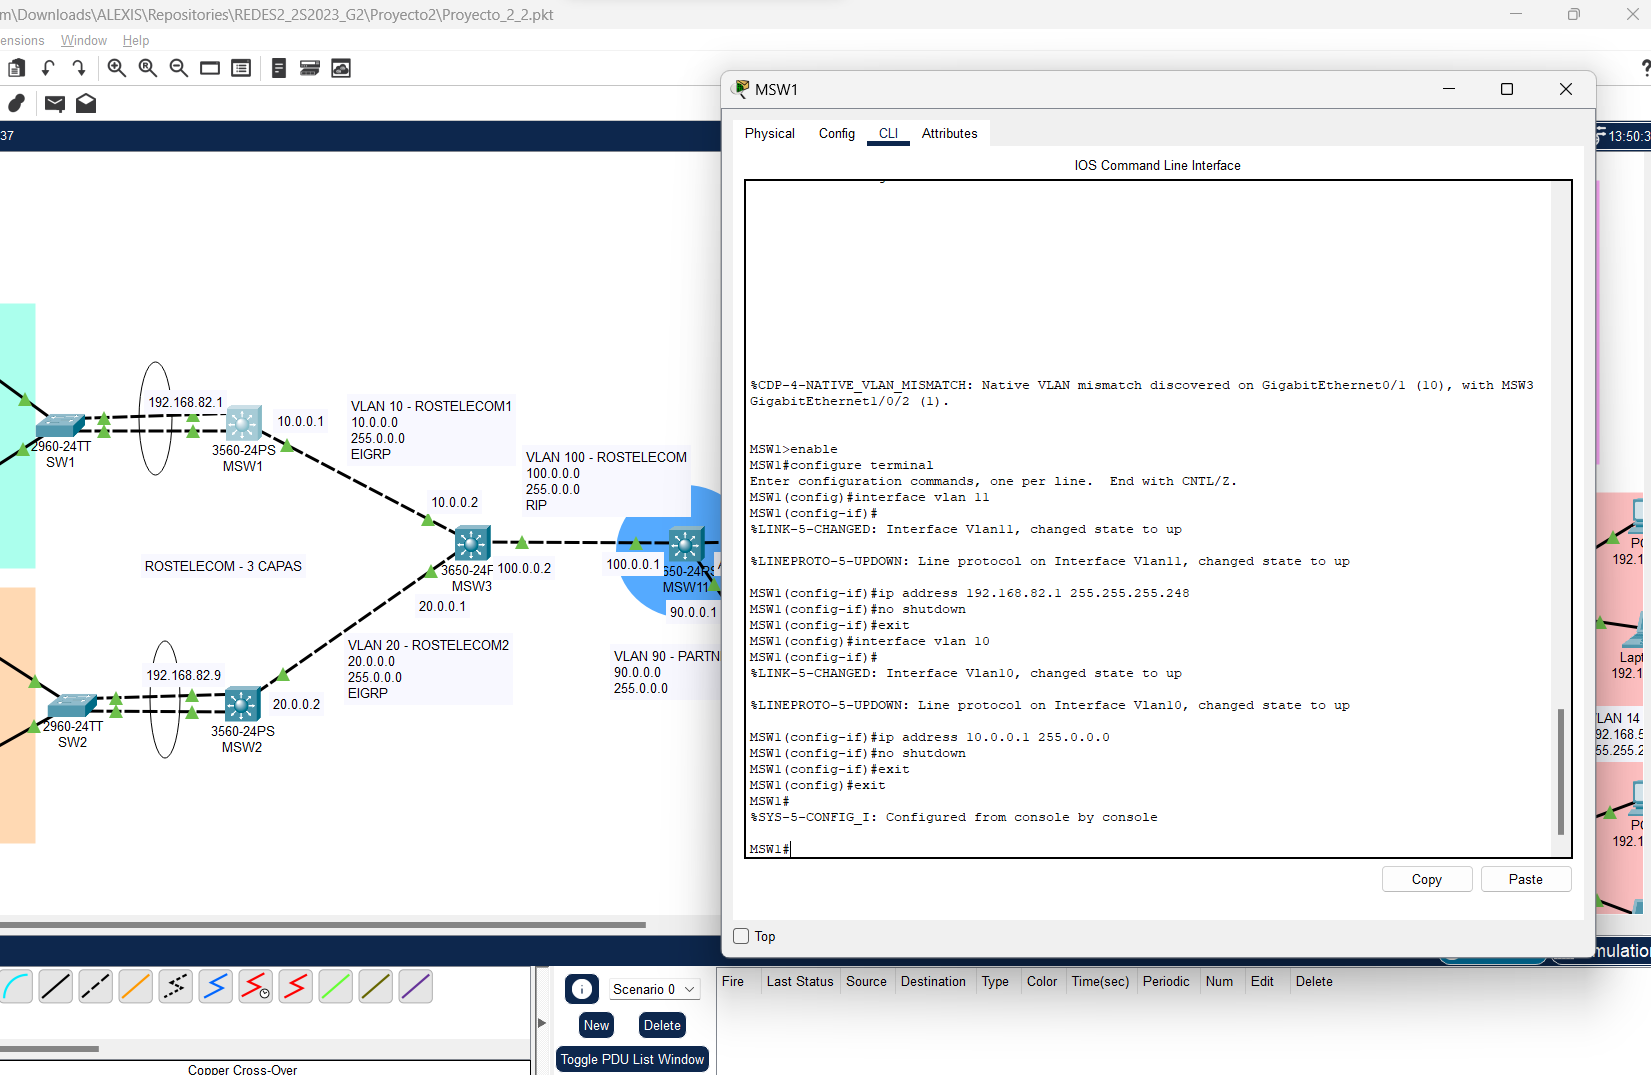 m\Downloads\ALEXIS\Repositories\REDES2_2S2023_G2\Proyecto2\Proyecto_2_2.pkt
ensions Window Help
?
37
13:50:3
192.168.82.1
2960-24TT
SW1
3560-24PS
MSW1
10.0.0.1
VLAN 10 - ROSTELECOM1
10.0.0.0
255.0.0.0
EIGRP
VLAN 100 - ROSTELECOM
100.0.0.0
255.0.0.0
RIP
10.0.0.2
ROSTELECOM - 3 CAPAS
MSW3
100.0.0.2
100.0.0.1
MSW11
20.0.0.1
90.0.0.1
VLAN 20 - ROSTELECOM2
20.0.0.0
255.0.0.0
EIGRP
VLAN 90 - PARTN
90.0.0.0
255.0.0.0
192.168.82.9
2960-24TT
SW2
3560-24PS
MSW2
20.0.0.2
MSW1
Physical Config CLI Attributes
IOS Command Line Interface
%CDP-4-NATIVE_VLAN_MISMATCH: Native VLAN mismatch discovered on GigabitEthernet0/1 (10), with MSW3
GigabitEthernet1/0/2 (1).
MSW1>enable
MSW1#configure terminal
Enter configuration commands, one per line.  End with CNTL/Z.
MSW1(config)#interface vlan 11
MSW1(config-if)#
%LINK-5-CHANGED: Interface Vlan11, changed state to up
%LINEPROTO-5-UPDOWN: Line protocol on Interface Vlan11, changed state to up
MSW1(config-if)#ip address 192.168.82.1 255.255.255.248
MSW1(config-if)#no shutdown
MSW1(config-if)#exit
MSW1(config)#interface vlan 10
MSW1(config-if)#
%LINK-5-CHANGED: Interface Vlan10, changed state to up
%LINEPROTO-5-UPDOWN: Line protocol on Interface Vlan10, changed state to up
MSW1(config-if)#ip address 10.0.0.1 255.0.0.0
MSW1(config-if)#no shutdown
MSW1(config-if)#exit
MSW1(config)#exit
MSW1#
%SYS-5-CONFIG_I: Configured from console by console
MSW1#
Copy Paste
Top
PC
192.1
Lapt
192.1
LAN 14
92.168.5
55.255.2
PC
192.1
mulation
Scenario 0
New Delete
Toggle PDU List Window
Fire Last Status Source Destination Type Color Time(sec) Periodic Num Edit Delete
Copper Cross-Over